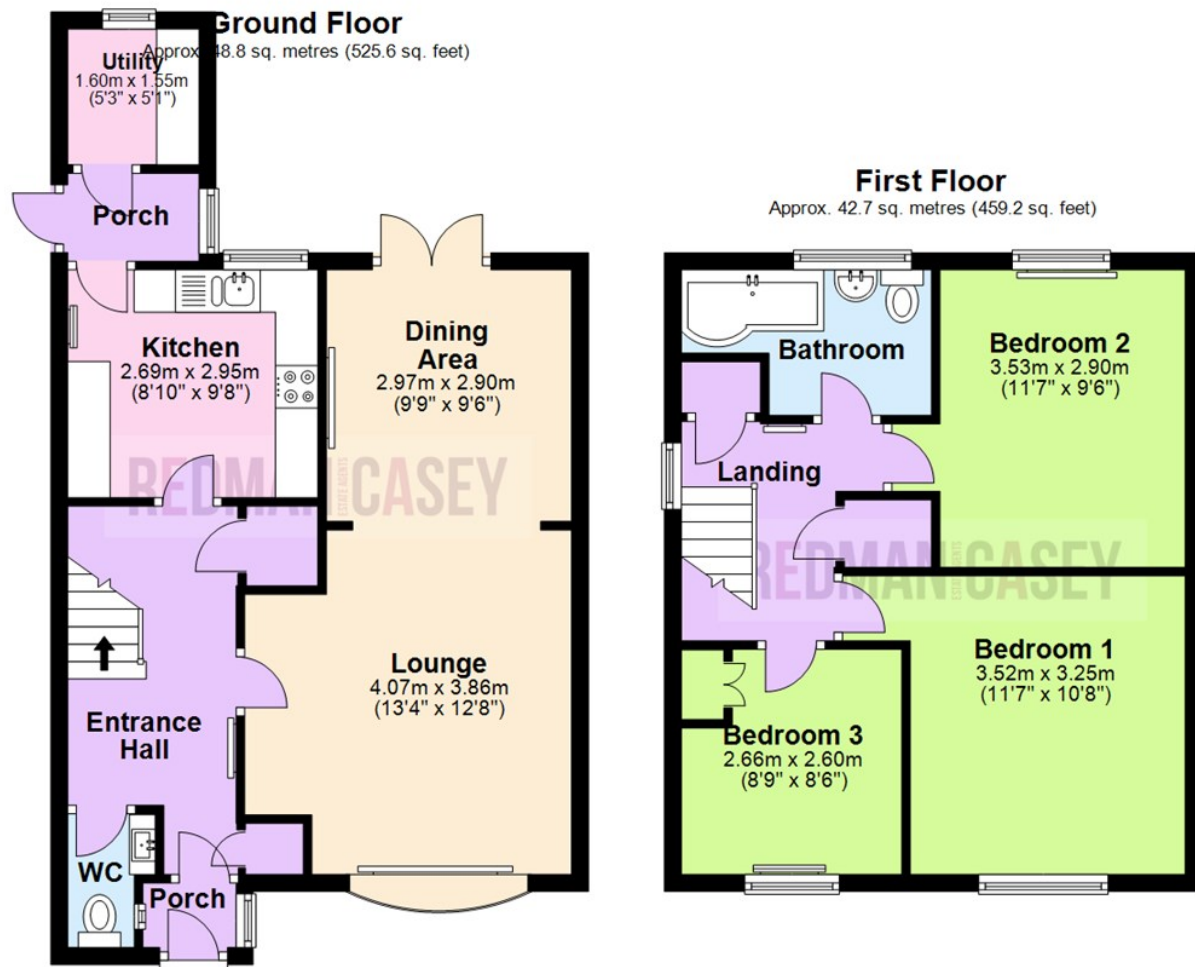 Ground Floor
Approx. 48.8 sq. metres (525.6 sq. feet)
Utility
1.60m x 1.55m
(5'3" x 5'1")
Porch
Kitchen
2.69m x 2.95m
(8'10" x 9'8")
Dining
Area
2.97m x 2.90m
(9'9" x 9'6")
REDMAN CASEY
ESTATE AGENTS
Lounge
4.07m x 3.86m
(13'4" x 12'8")
Entrance
Hall
WC
Porch
First Floor
Approx. 42.7 sq. metres (459.2 sq. feet)
Bathroom
Bedroom 2
3.53m x 2.90m
(11'7" x 9'6")
Landing
REDMAN CASEY
ESTATE AGENTS
Bedroom 1
3.52m x 3.25m
(11'7" x 10'8")
Bedroom 3
2.66m x 2.60m
(8'9" x 8'6")